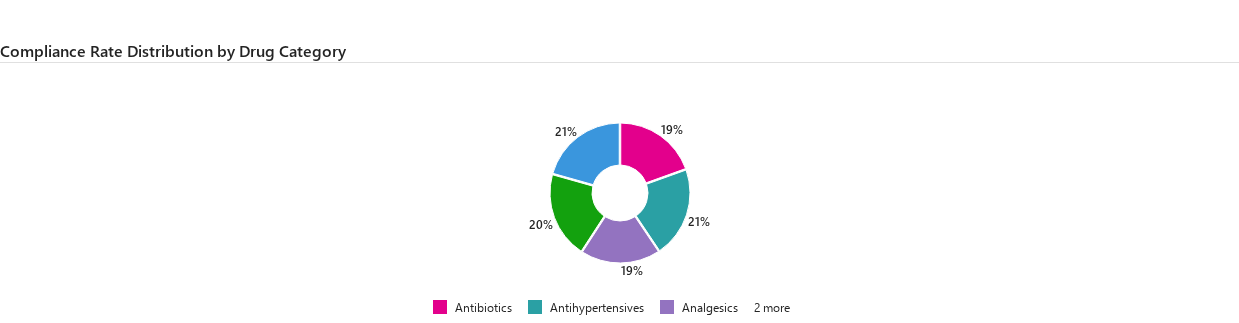 Compliance Rate Distribution by Drug Category
21%
19%
20%
21%
19%
Antibiotics Antihypertensives Analgesics 2 more